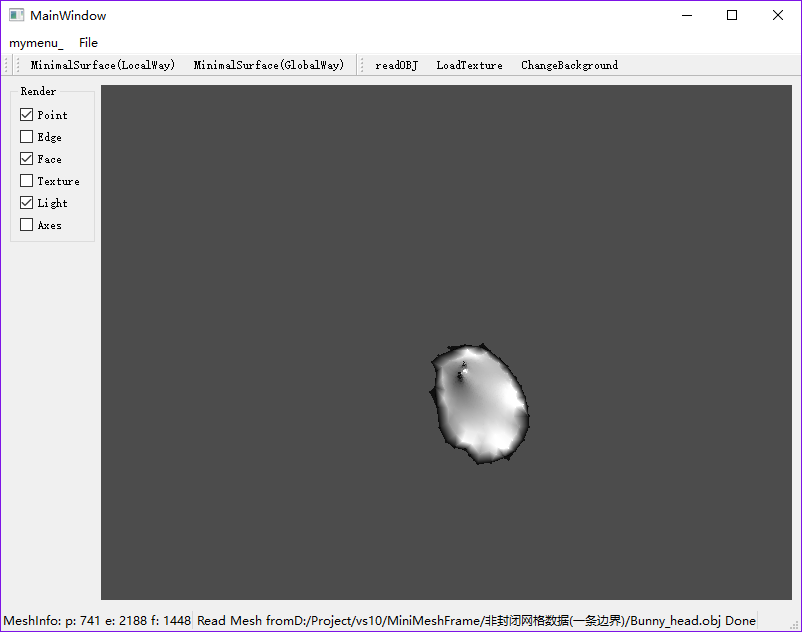 MainWindow
mymenu_ File
MinimalSurface(LocalWay) MinimalSurface(GlobalWay) readOBJ LoadTexture ChangeBackground
Render
Point
Edge
Face
Texture
Light
Axes
MeshInfo: p: 741 e: 2188 f: 1448 Read Mesh fromD:/Project/vs10/MiniMeshFrame/非封闭网格数据(一条边界)/Bunny_head.obj Done